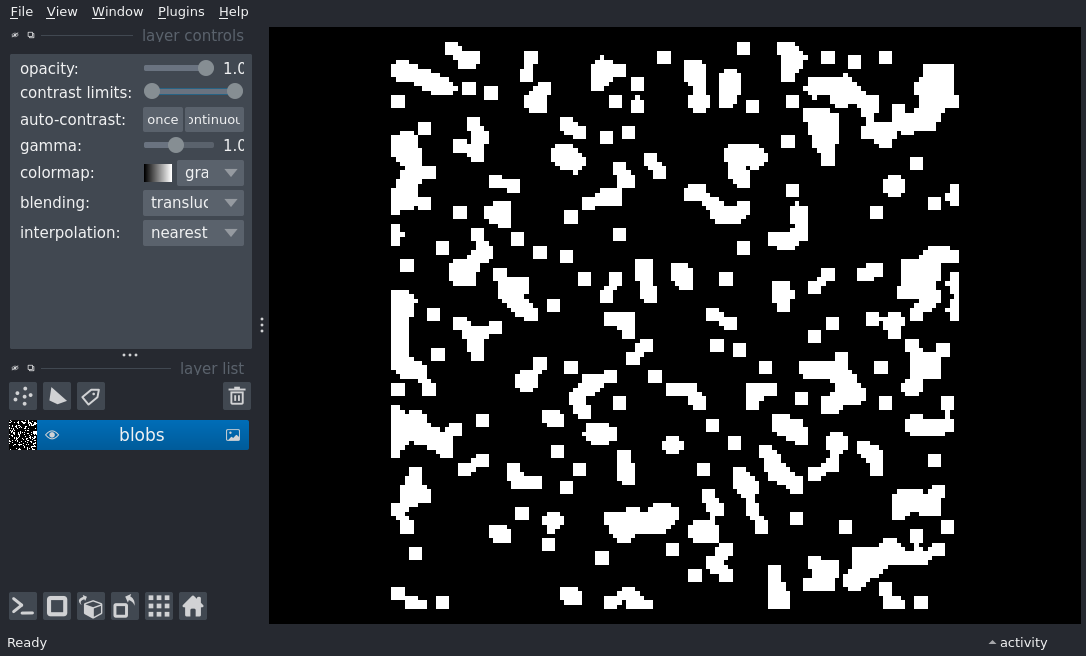 File View Window Plugins Help
layer controls
opacity: 1.0
contrast limits:
auto-contrast: once ontinuou
gamma: 1.0
colormap: gra
blending: transluc
interpolation: nearest
layer list
blobs
Ready activity